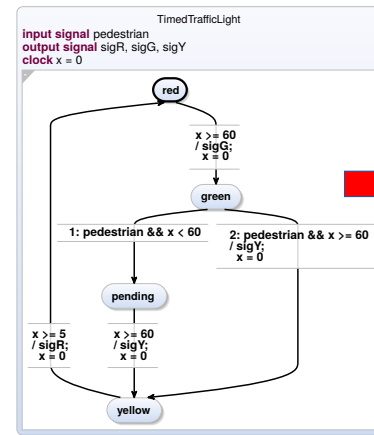 TimedTrafficLight
input signal pedestrian
output signal sigR, sigG, sigY
clock x = 0
red
x >= 60
/ sigG;
x = 0
green
1: pedestrian && x < 60
2: pedestrian && x >= 60
/ sigY;
x = 0
pending
x >= 5
/ sigR;
x = 0
x >= 60
/ sigY;
x = 0
yellow